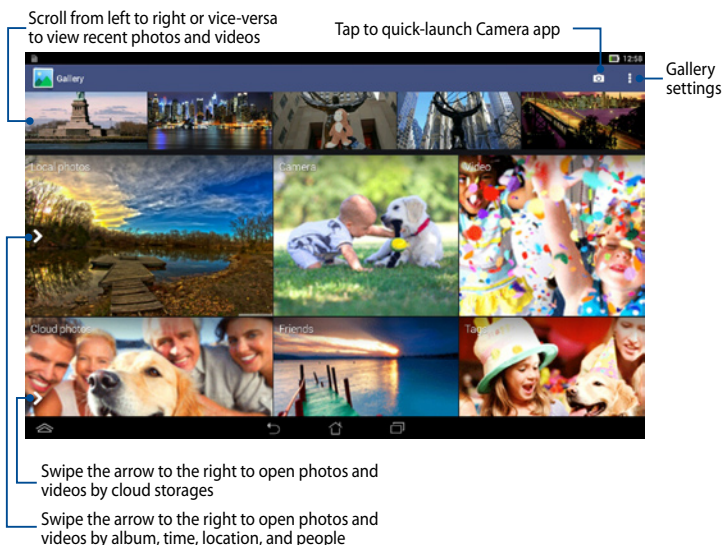 Scroll from left to right or vice-versa
to view recent photos and videos
Tap to quick-launch Camera app
Gallery
settings
12:58
Gallery
Local photos
Camera
Video
Cloud photos
Friends
Tags
Swipe the arrow to the right to open photos and
videos by cloud storages
Swipe the arrow to the right to open photos and
videos by album, time, location, and people